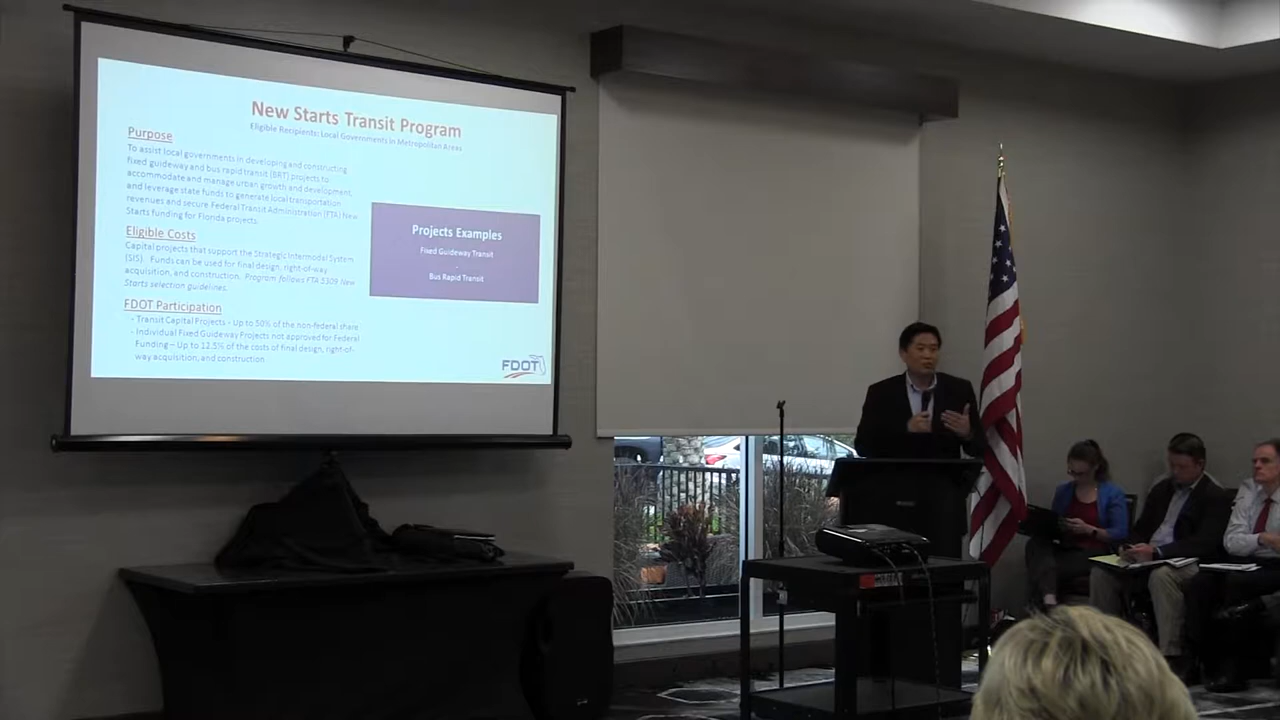 New Starts Transit Program
Eligible Recipients: Local Governments in Metropolitan Areas
Purpose
To assist local governments in developing and constructing
fixed guideway and bus rapid transit (BRT) projects to
accommodate and manage urban growth and development,
and leverage state funds to generate local transportation
revenues and secure Federal Transit Administration (FTA) New
Starts funding for Florida projects.
Eligible Costs
Capital projects that support the Strategic Intermodal System
(SIS). Funds can be used for final design, right-of-way
acquisition, and construction. Program follows FTA 5309 New
Starts selection guidelines.
FDOT Participation
- Transit Capital Projects - Up to 50% of the non-federal share
- Individual Fixed Guideway Projects not approved for Federal
Funding – Up to 12.5% of the costs of final design, right-of-
way acquisition, and construction
Projects Examples
Fixed Guideway Transit
-
Bus Rapid Transit
FDOT